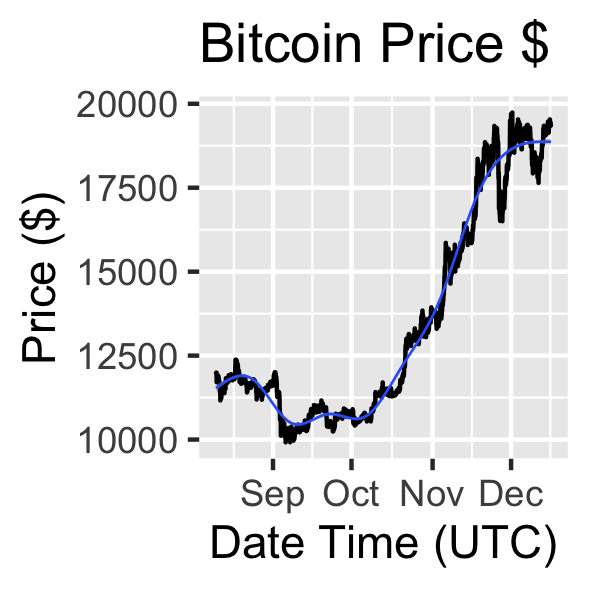 Bitcoin Price $
20000
17500
15000
12500
10000
Price ($)
Sep Oct Nov Dec
Date Time (UTC)